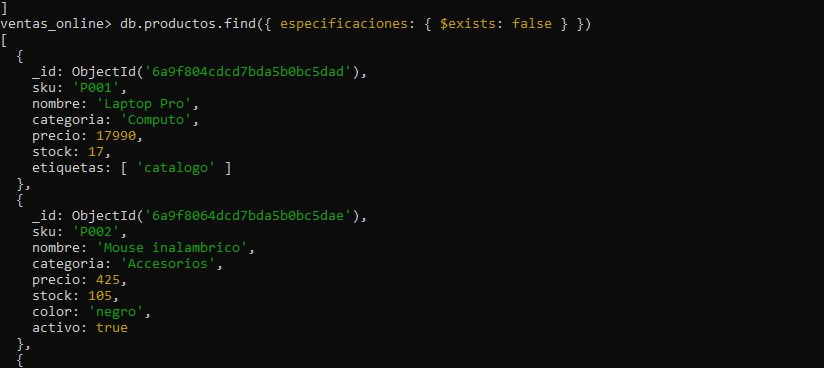 ]
ventas_online> db.productos.find({ especificaciones: { $exists: false } })
[
  {
    _id: ObjectId('6a9f804cdcd7bda5b0bc5dad'),
    sku: 'P001',
    nombre: 'Laptop Pro',
    categoria: 'Computo',
    precio: 17990,
    stock: 17,
    etiquetas: [ 'catalogo' ]
  },
  {
    _id: ObjectId('6a9f8064dcd7bda5b0bc5dae'),
    sku: 'P002',
    nombre: 'Mouse inalambrico',
    categoria: 'Accesorios',
    precio: 425,
    stock: 105,
    color: 'negro',
    activo: true
  },
  {